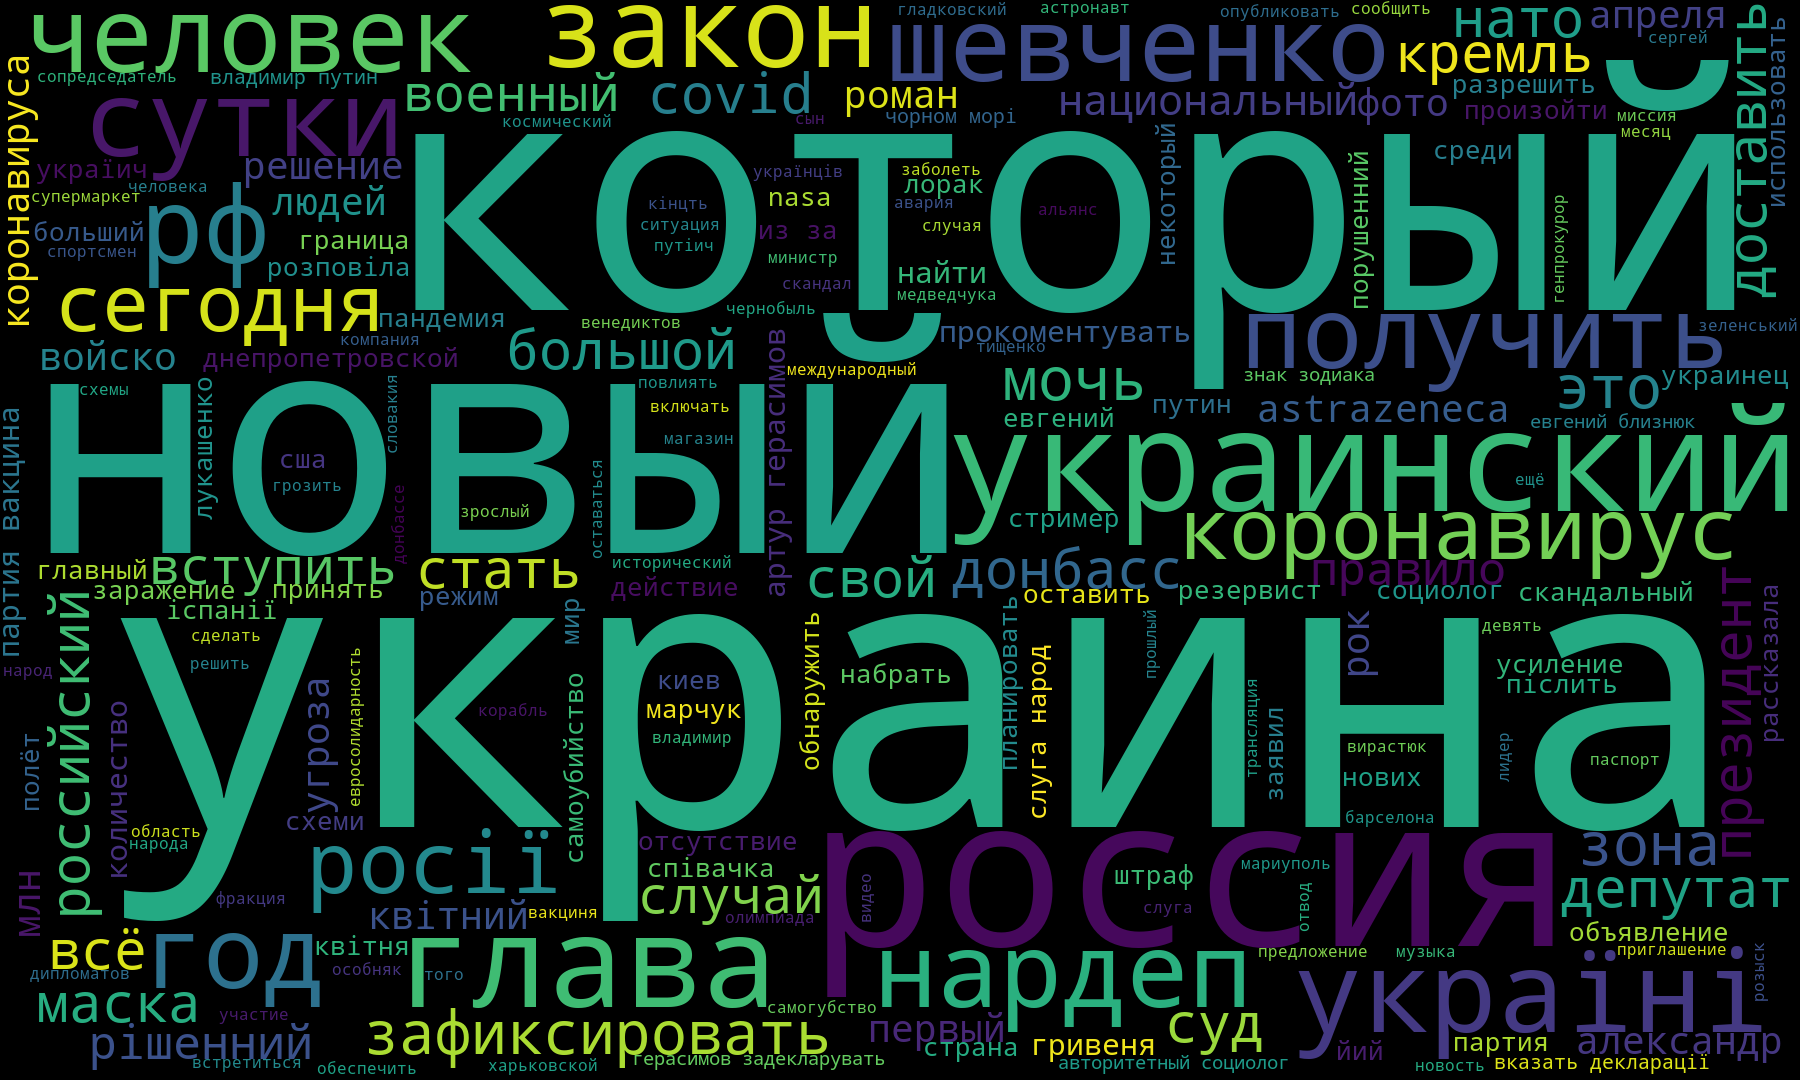 человек
закон
гладковский
астронавт
опубликовать
сообщить
нато
апреля
шевченко
сергей
кремль
сопредседатель
владимир путин
военный
covid
роман
национальный
фото
разрешить
произойти
доставить
использовать
коронавируса
сутки
космический
сын
чорном морі
миссия
месяц
который
україич
решение
українців
заболеть
лорак
некоторый
порушенний
среди
человека
супермаркет
людей
рф
кінцть
nasa
авария
альянс
генпрокурор
больший
граница
ситуация
из за
случая
спортсмен
путіич
розповіла
министр
найти
скандал
медведчука
сегодня
чернобыль
пандемия
венедиктов
прокоментувать
получить
зеленський
компания
большой
тищенко
войско
днепропетровской
международный
знак зодиака
мочь
это
украинец
схемы
словакия
повлиять
артур герасимов
путин
astrazeneca
включать
евгений
евгений близнюк
партия вакцина
лукашенко
новый
магазин
украинский
сша
грозить
донбассе
оставаться
ещё
зрослый
стример
коронавирус
главный
вступить
стать
исторический
свой
донбасс
правило
заражение
принять
режим
действие
оставить
резервист
социолог
скандальный
іспанії
мир
президент
рассказала
российский
сделать
обнаружить
планировать
прошлый
рок
девять
народ
решить
украина
евросолидарность
самоубийство
киев
набрать
слуга народ
усиление
післить
угроза
корабль
марчук
трансляция
заявил
полёт
количество
владимир
вирастюк
лидер
паспорт
нових
схеми
барселона
область
народа
росії
отсутствие
россия
зона
млн
співачка
мариуполь
штраф
фракция
случай
видео
слуга
отвод
депутат
квітний
вакциня
олимпиада
всё
год
квітня
глава
объявление
особняк
того
нардеп
предложение
музыка
приглашение
розыск
дипломатов
україні
маска
участие
самогубство
рішенний
зафиксировать
первый
суд
страна
гривеня
йий
партия
александр
встретиться
обеспечить
харьковской
герасимов задекларувать
авторитетный социолог
новость
вказать декларації